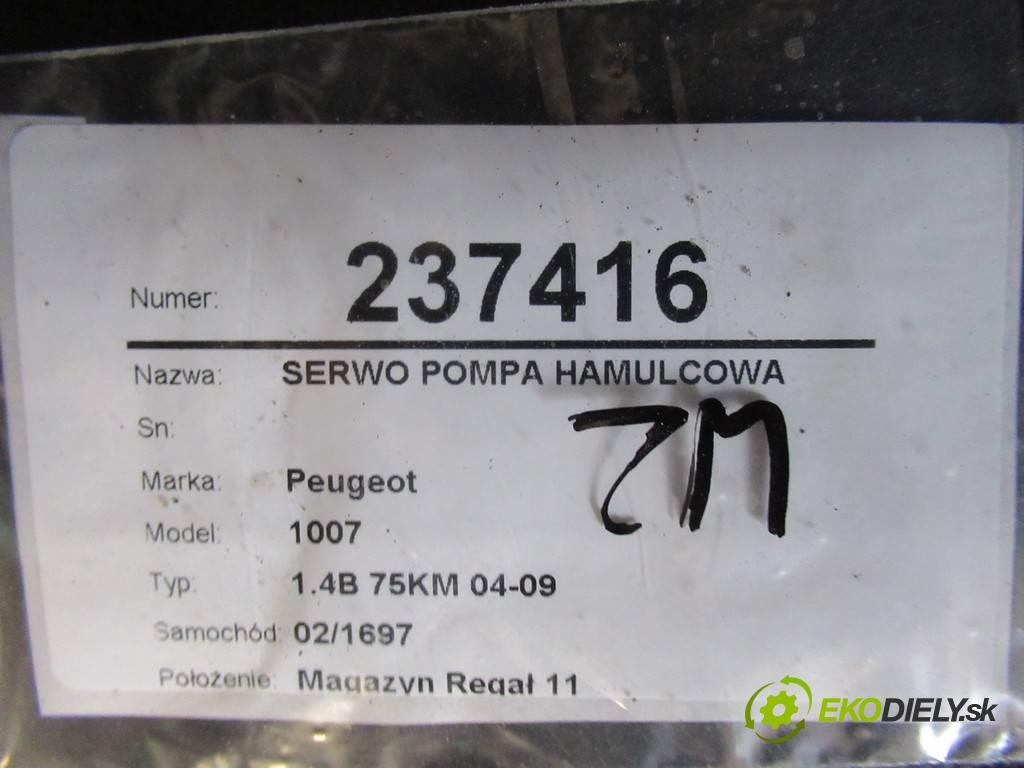 Numer: 237416
Nazwa: SERWO POMPA HAMULCOWA
Sn:
ZM
Marka: Peugeot
Model: 1007
Typ: 1.4B 75KM 04-09
Samochód: 02/1697
Położenie: Magazyn Regał 11
EKODIELY.sk